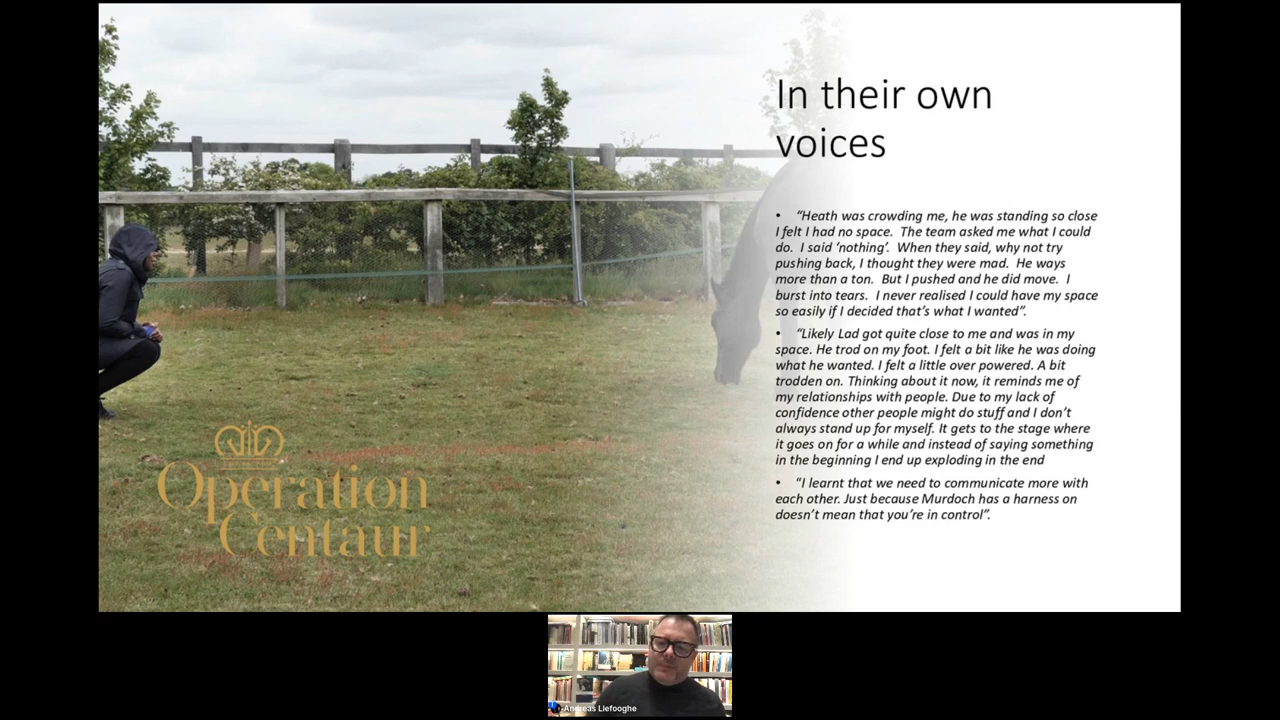 In their own
voices
• “Heath was crowding me, he was standing so close
I felt I had no space. The team asked me what I could
do. I said ‘nothing’. When they said, why not try
pushing back, I thought they were mad. He ways
more than a ton. But I pushed and he did move. I
burst into tears. I never realised I could have my space
so easily if I decided that’s what I wanted”.
• “Likely Lad got quite close to me and was in my
space. He trod on my foot. I felt a bit like he was doing
what he wanted. I felt a little over powered. A bit
trodden on. Thinking about it now, it reminds me of
my relationships with people. Due to my lack of
confidence other people might do stuff and I don’t
always stand up for myself. It gets to the stage where
it goes on for a while and instead of saying something
in the beginning I end up exploding in the end
• “I learnt that we need to communicate more with
each other. Just because Murdoch has a harness on
doesn’t mean that you’re in control”.
Operation
Centaur
Andreas Liefooghe